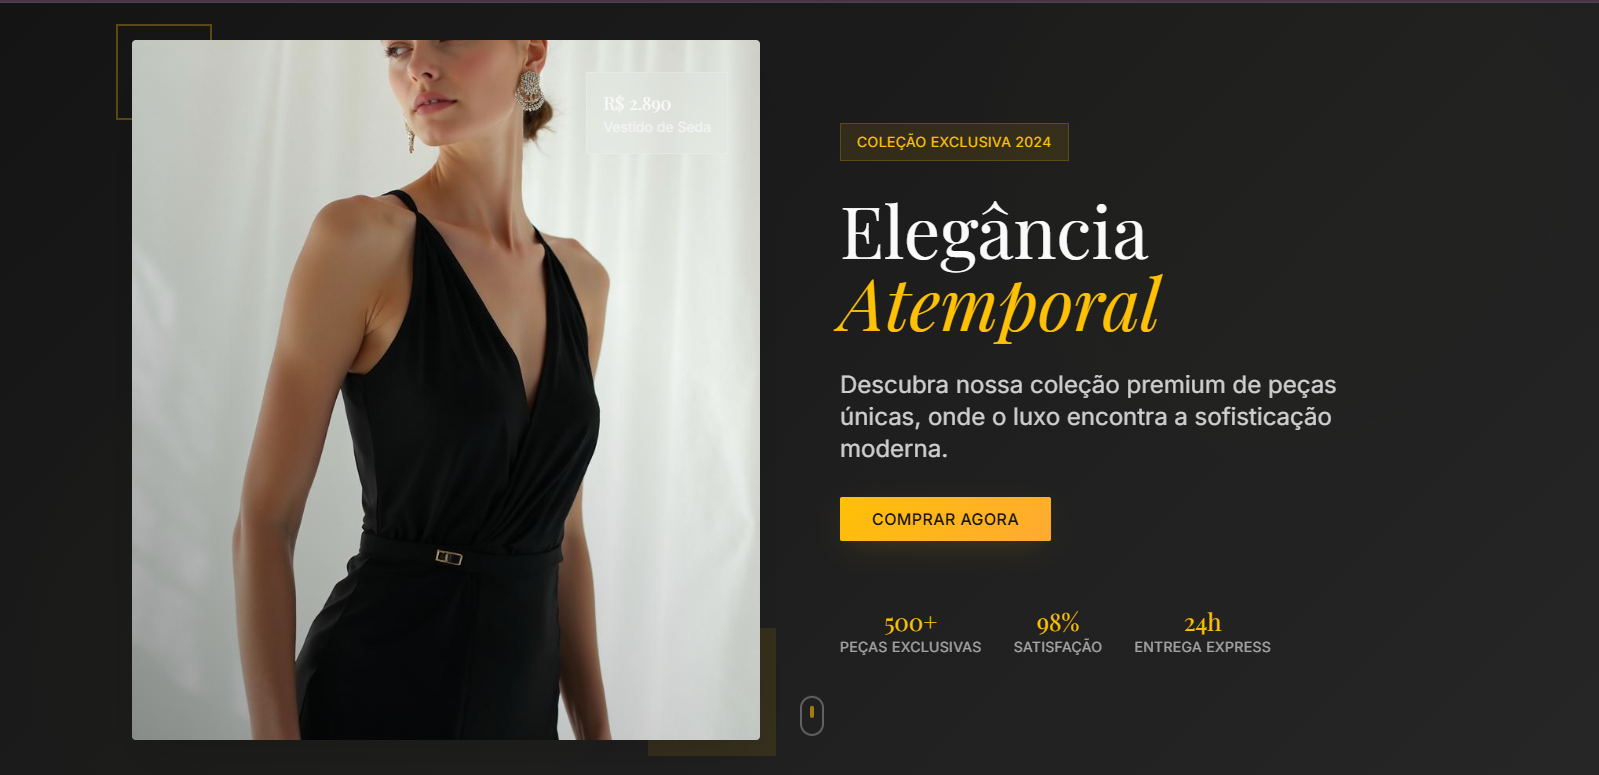 R$ 2.890
Vestido de Seda
COLEÇÃO EXCLUSIVA 2024
Elegância
Atemporal
Descubra nossa coleção premium de peças
únicas, onde o luxo encontra a sofisticação
moderna.
COMPRAR AGORA
500+ 98% 24h
PEÇAS EXCLUSIVAS SATISFAÇÃO ENTREGA EXPRESS